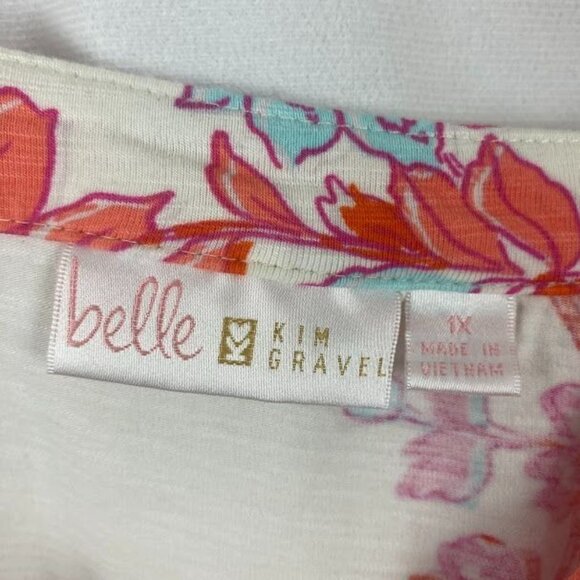 belle
KIM
GRAVEL
1X
MADE IN
VIETNAM